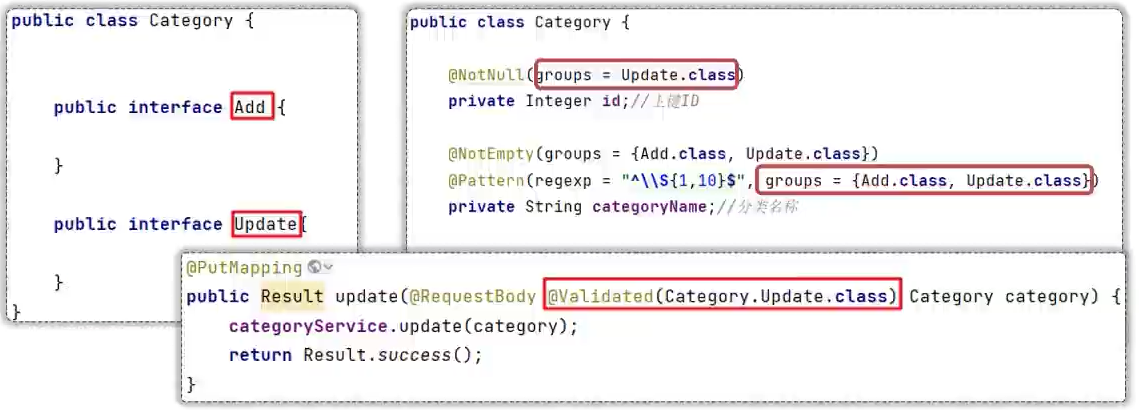 public class Category {
public interface Add {
}
public interface Update{
}
}
public class Category {
@NotNull(groups = Update.class)
private Integer id;//主键ID
@NotEmpty(groups = {Add.class, Update.class})
@Pattern(regexp = "^\\S{1,10}$", groups = {Add.class, Update.class})
private String categoryName;//分类名称
@PutMapping
public Result update(@RequestBody @Validated(Category.Update.class) Category category) {
categoryService.update(category);
return Result.success();
}